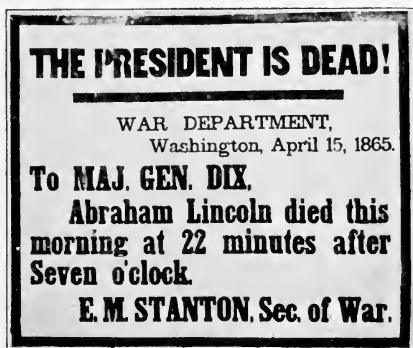 THE PRESIDENT IS DEAD!
WAR DEPARTMENT,
Washington, April 15, 1865.
To MAJ. GEN. DIX,
Abraham Lincoln died this
morning at 22 minutes after
Seven o'clock.
E. M. STANTON, Sec. of War.